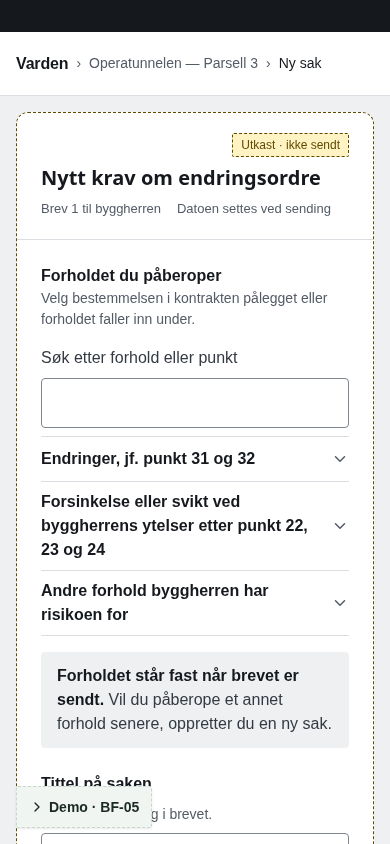 Varden › Operatunnelen — Parsell 3 › Ny sak
Utkast · ikke sendt
Nytt krav om endringsordre
Brev 1 til byggherren Datoen settes ved sending
Forholdet du påberoper
Velg bestemmelsen i kontrakten pålegget eller
forholdet faller inn under.
Søk etter forhold eller punkt
Endringer, jf. punkt 31 og 32
Forsinkelse eller svikt ved
byggherrens ytelser etter punkt 22,
23 og 24
Andre forhold byggherren har
risikoen for
Forholdet står fast når brevet er
sendt. Vil du påberope et annet
forhold senere, oppretter du en ny sak.
Tittel på saken
g i brevet.
Demo · BF-05